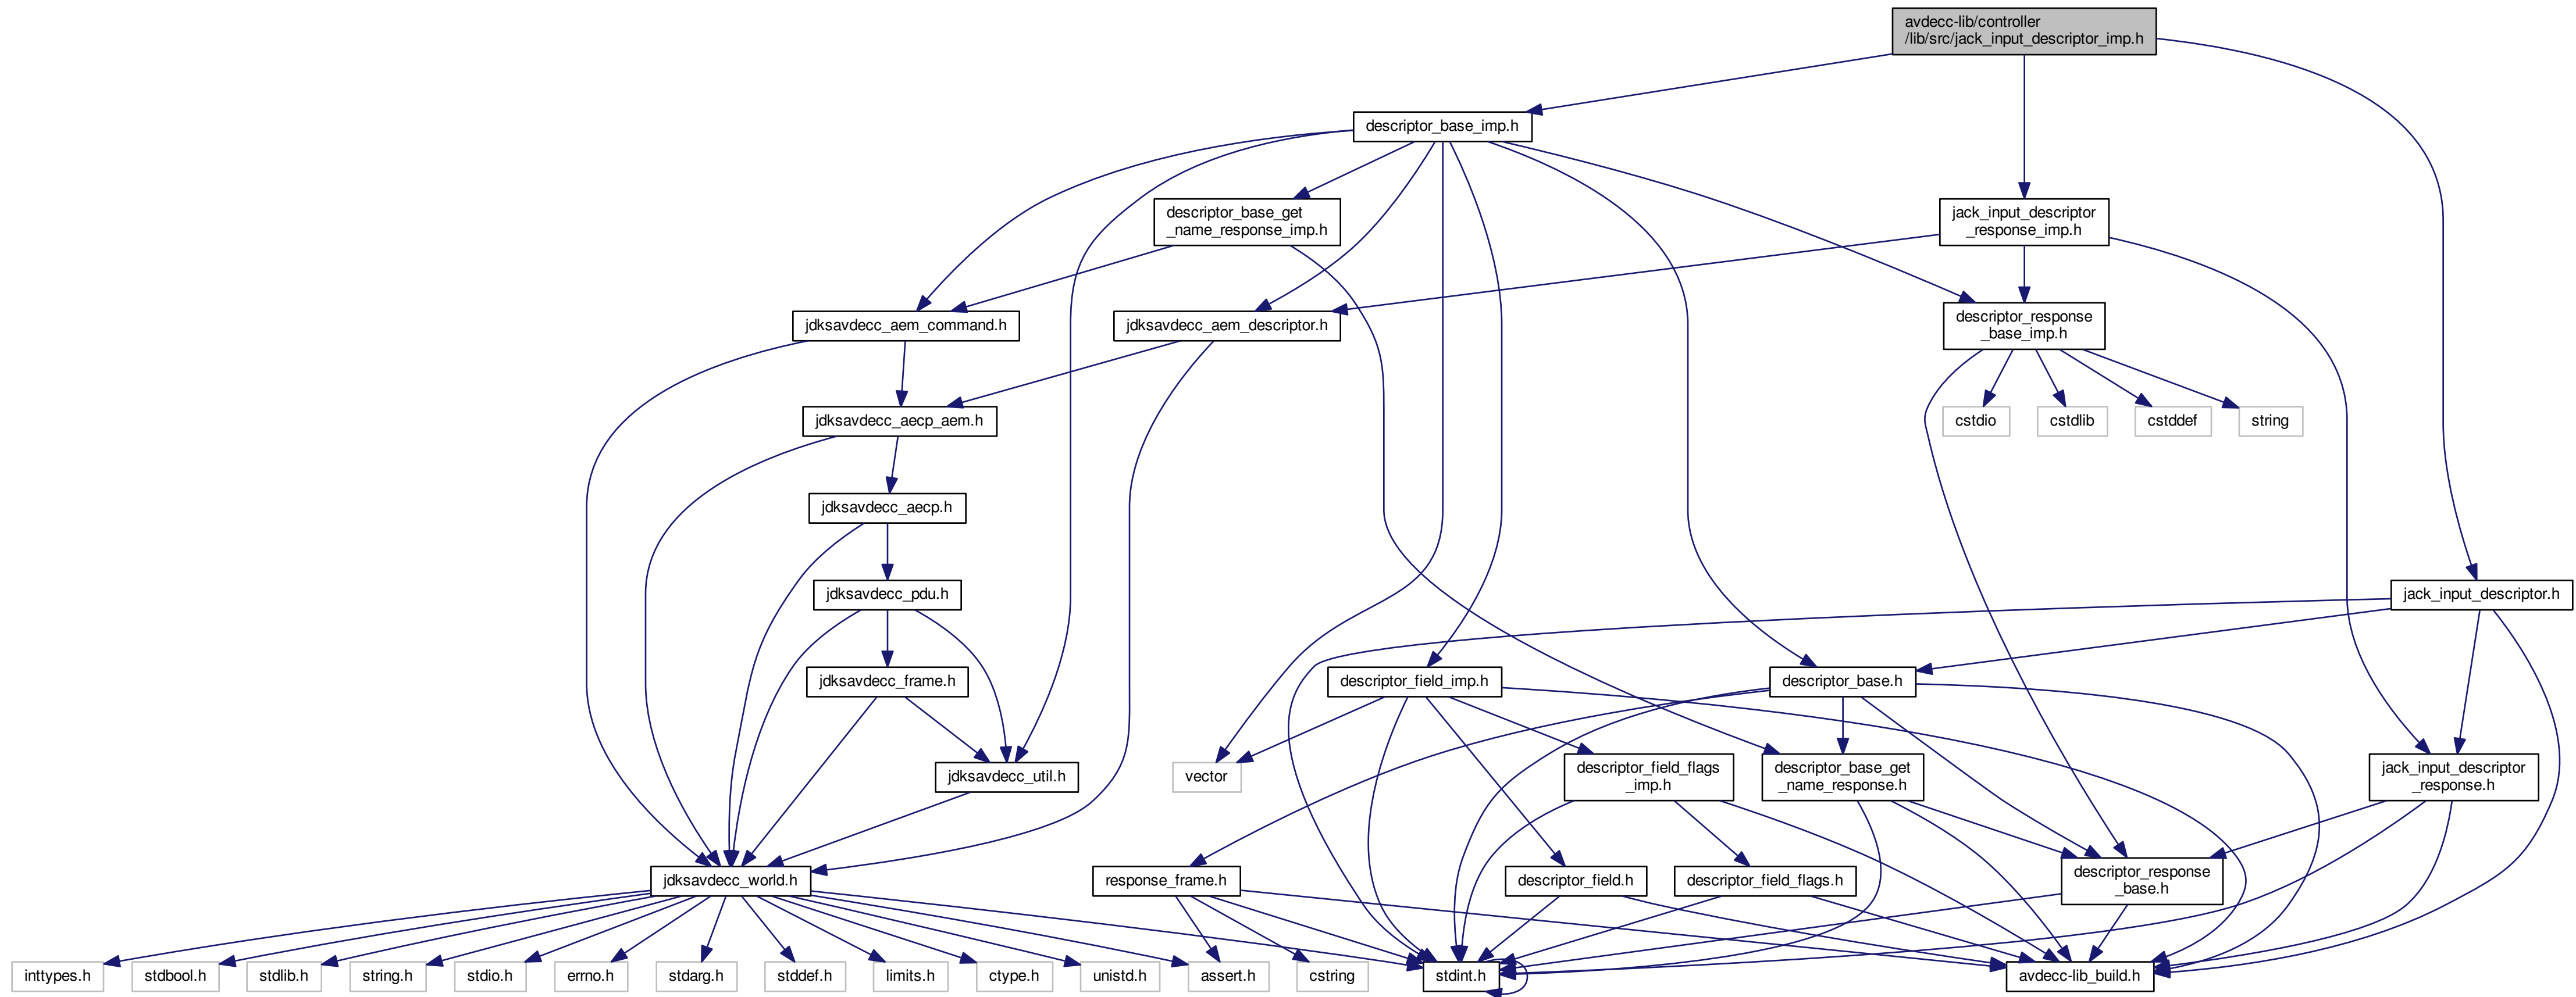 avdecc-lib/controller
/lib/src/jack_input_descriptor_imp.h
descriptor_base_imp.h
descriptor_base_get
_name_response_imp.h
jack_input_descriptor
_response_imp.h
jdksavdecc_aem_command.h
jdksavdecc_aem_descriptor.h
descriptor_response
_base_imp.h
jdksavdecc_aecp_aem.h
cstdio
cstdlib
cstddef
string
jdksavdecc_aecp.h
jdksavdecc_pdu.h
jack_input_descriptor.h
jdksavdecc_frame.h
descriptor_field_imp.h
descriptor_base.h
jdksavdecc_util.h
vector
descriptor_field_flags
_imp.h
descriptor_base_get
_name_response.h
jack_input_descriptor
_response.h
jdksavdecc_world.h
response_frame.h
descriptor_field.h
descriptor_field_flags.h
descriptor_response
_base.h
inttypes.h
stdbool.h
stdlib.h
string.h
stdio.h
errno.h
stdarg.h
stddef.h
limits.h
ctype.h
unistd.h
assert.h
cstring
stdint.h
avdecc-lib_build.h